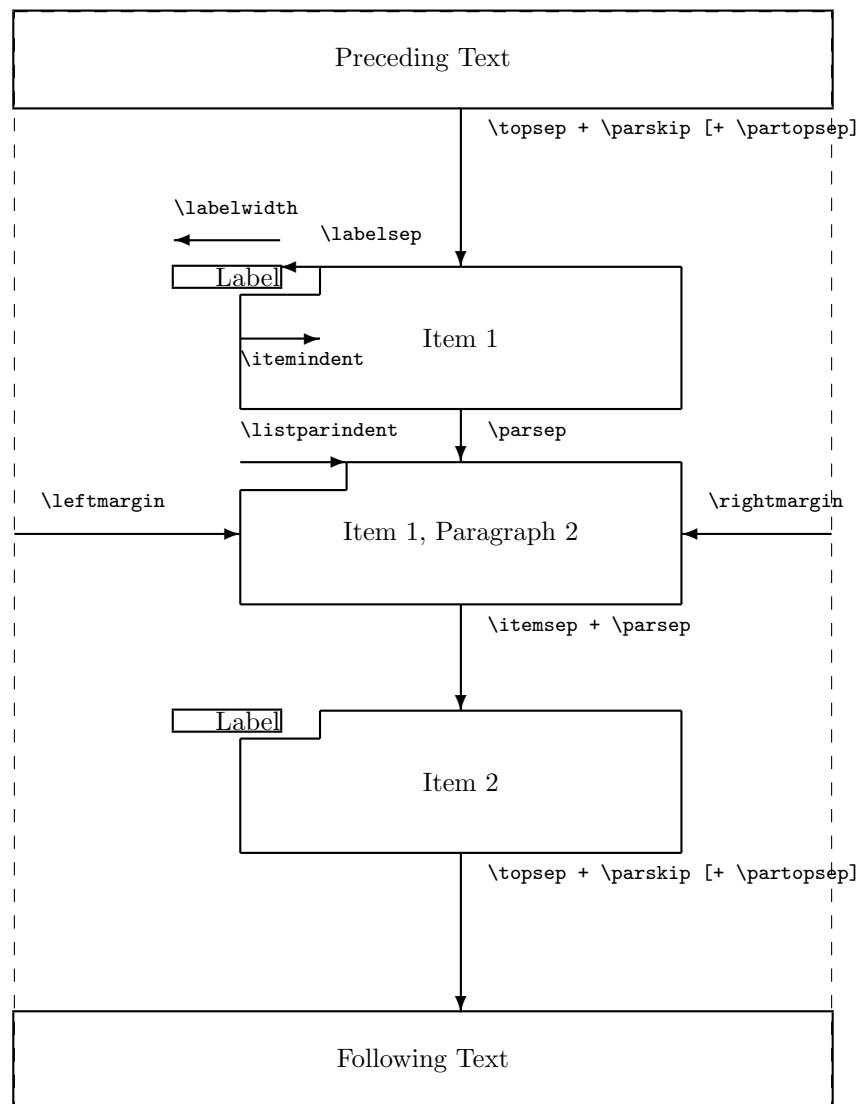 Preceding Text
\topsep + \parskip [+ \partopsep]
\labelwidth
\labelsep
Label
Item 1
\itemindent
\listparindent
\parsep
\leftmargin
\rightmargin
Item 1, Paragraph 2
\itemsep + \parsep
Label
Item 2
\topsep + \parskip [+ \partopsep]
Following Text